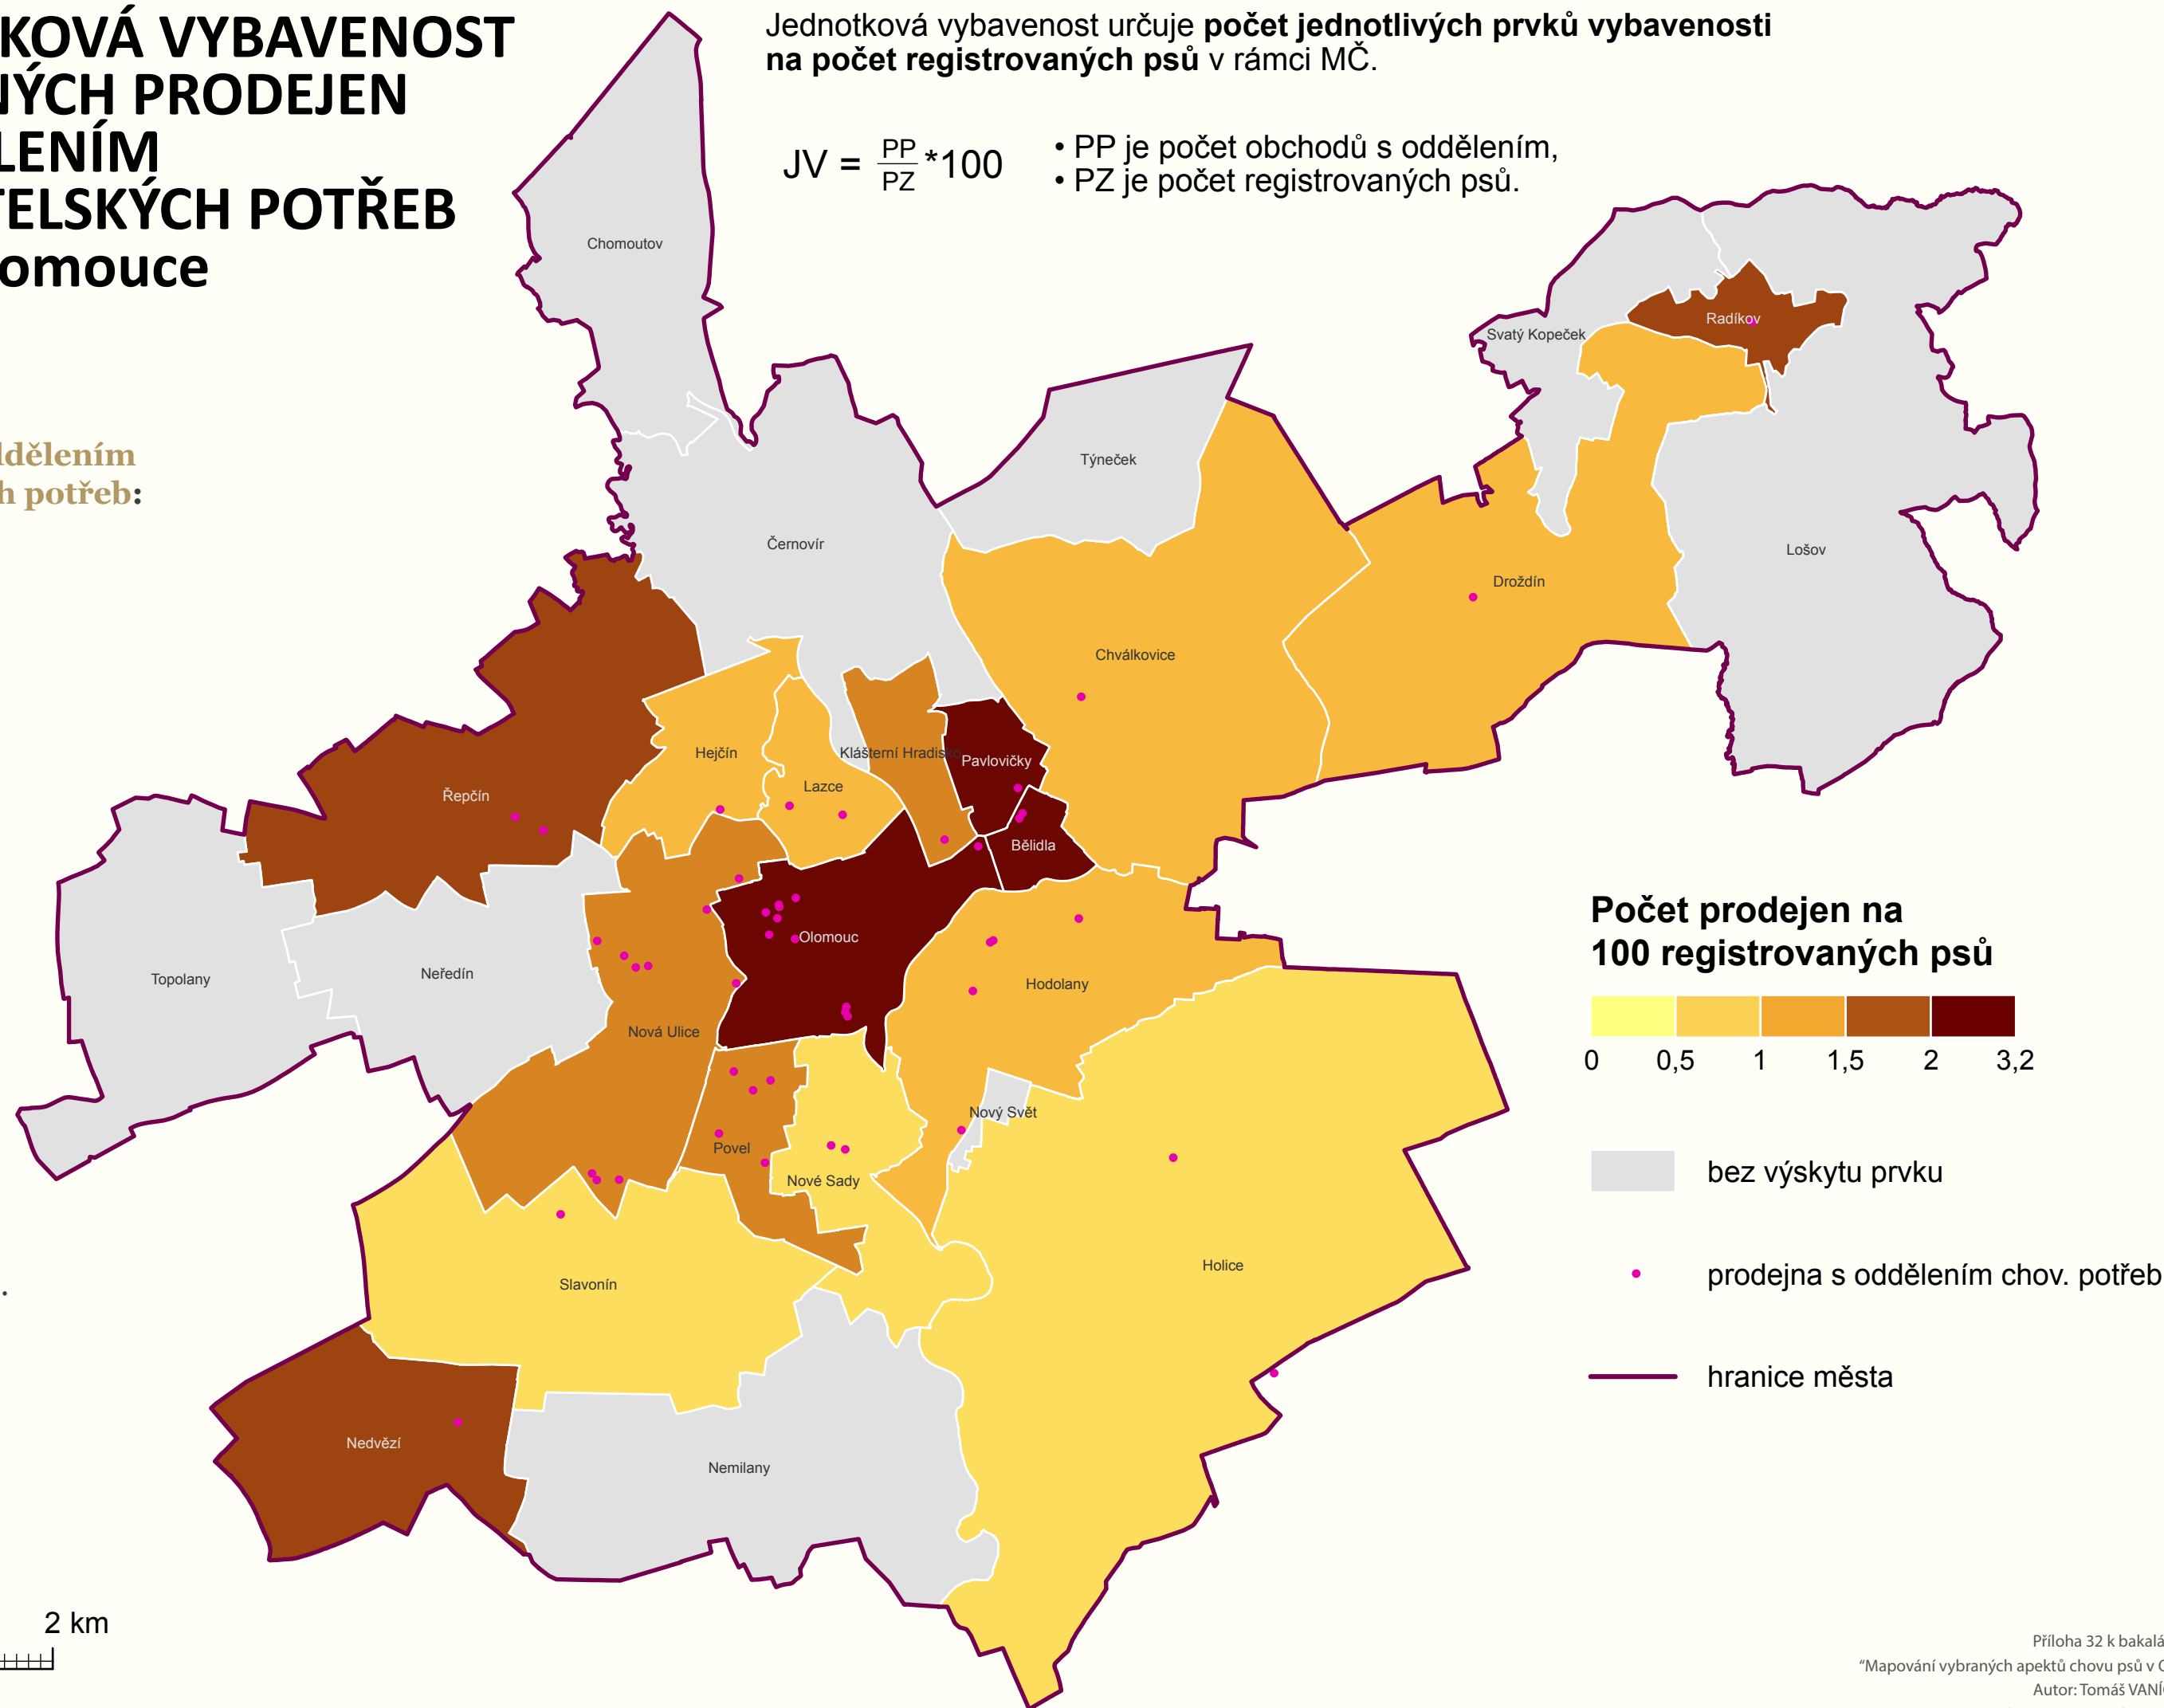 KOVÁ VYBAVENOST
NÝCH PRODEJEN
LENÍM
TELSKÝCH POTŘEB
omouce
Jednotková vybavenost určuje počet jednotlivých prvků vybavenosti
na počet registrovaných psů v rámci MČ.
JV = PP/PZ *100
• PP je počet obchodů s oddělením,
• PZ je počet registrovaných psů.
ddělením
h potřeb:
Chomoutov
Radíkov
Svatý Kopeček
Týneček
Černovír
Lošov
Droždín
Chválkovice
Hejčín
Klášterní Hradisko
Pavlovičky
Lazce
Řepčín
Bělidla
Olomouc
Topolany
Neředín
Hodolany
Nová Ulice
Nový Svět
Povel
Nové Sady
Holice
Slavonín
Nedvězí
Nemilany
Počet prodejen na
100 registrovaných psů
0 0,5 1 1,5 2 3,2
bez výskytu prvku
prodejna s oddělením chov. potřeb
hranice města
.
2 km
Příloha 32 k bakalá
“Mapování vybraných apektů chovu psů v
Autor: Tomáš VANÍ